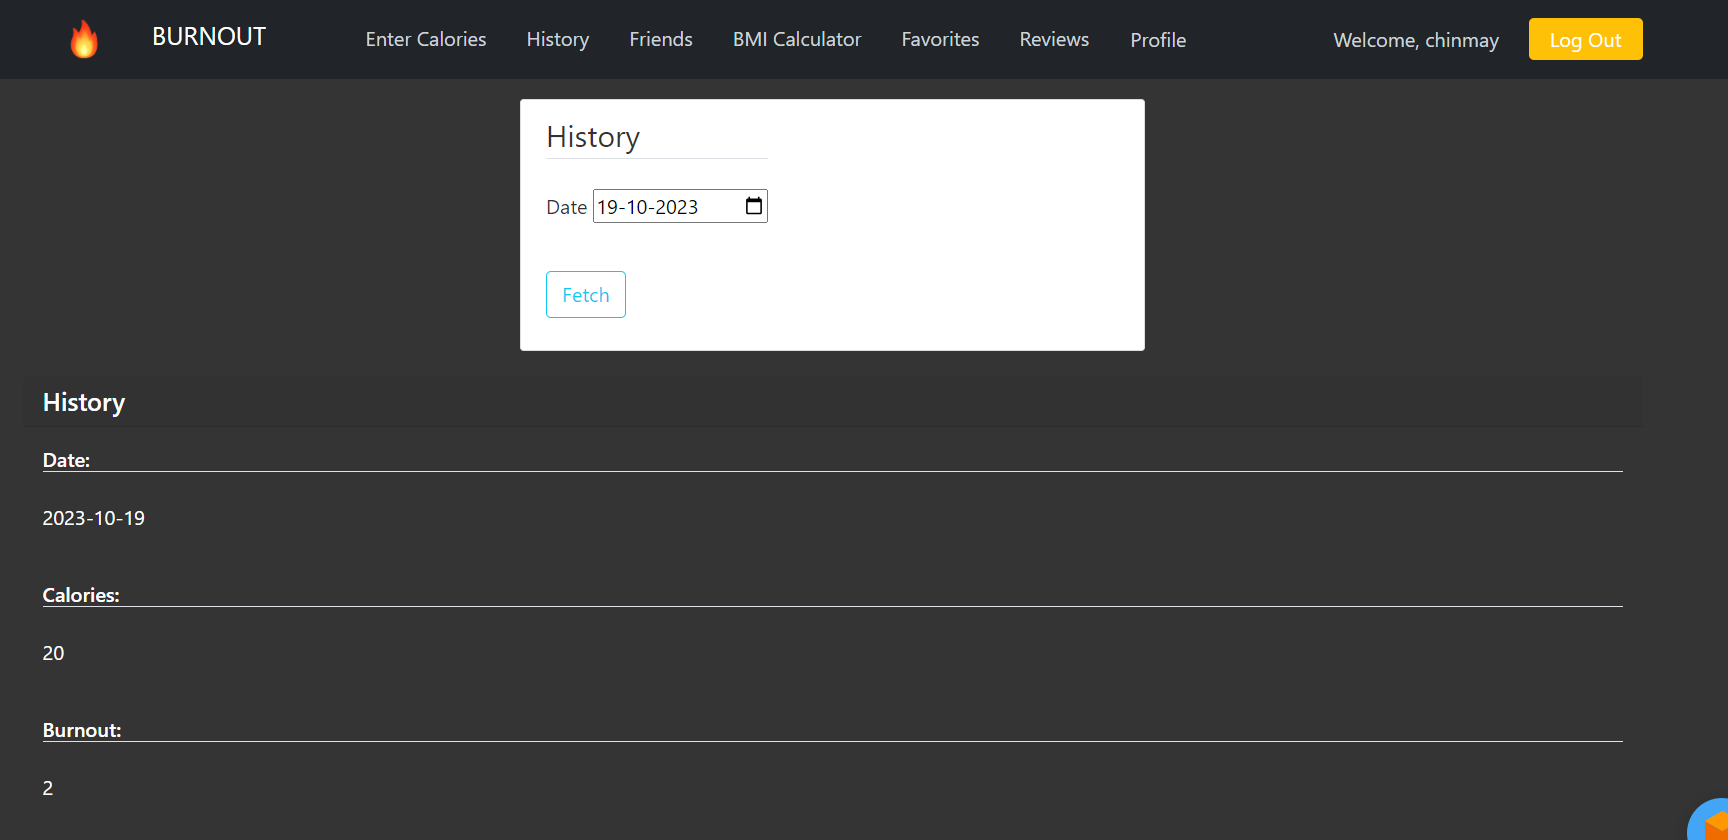 BURNOUT Enter Calories History Friends BMI Calculator Favorites Reviews Profile Welcome, chinmay Log Out
History
Date 19-10-2023
Fetch
History
Date:
2023-10-19
Calories:
20
Burnout:
2